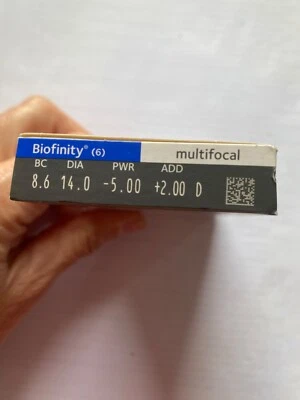 Biofinity® (6) multifocal
BC DIA PWR ADD
8.6 14.0 -5.00 +2.00 D